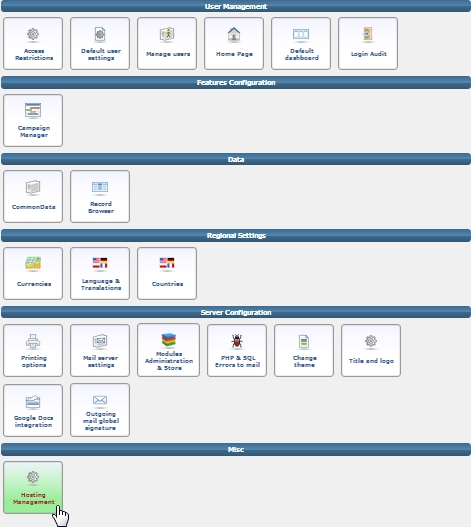 User Management
Access
Restrictions
Default user
settings
Manage users
Home Page
Default
dashboard
Login Audit
Features Configuration
Campaign
Manager
Data
CommonData
Record
Browser
Regional Settings
Currencies
Language &
Translations
Countries
Server Configuration
Printing
options
Mail server
settings
Modules
Administration
& Store
PHP & SQL
Errors to mail
Change
theme
Title and logo
Google Docs
integration
Outgoing
mail global
signature
Misc
Hosting
Management